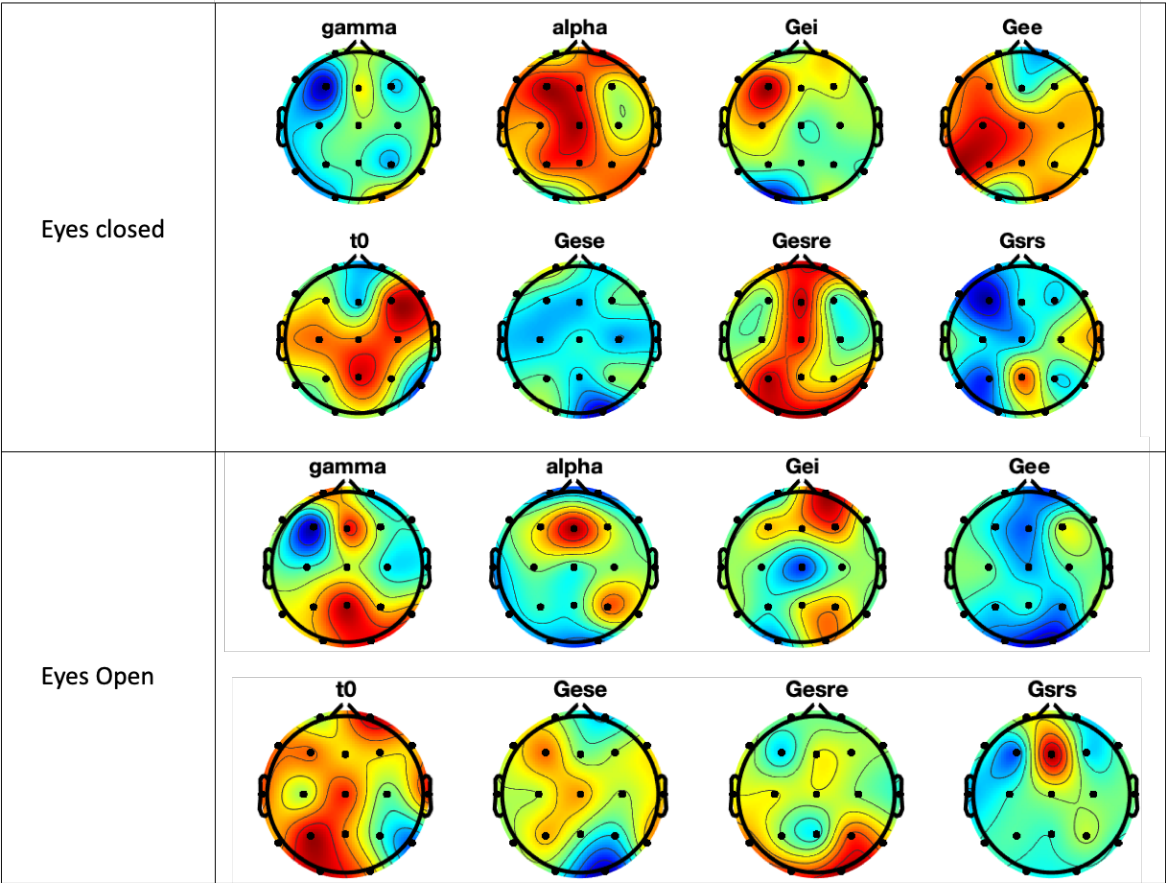 gamma alpha Gei Gee
Eyes closed
t0 Gese Gesre Gsrs
gamma alpha Gei Gee
Eyes Open
t0 Gese Gesre Gsrs